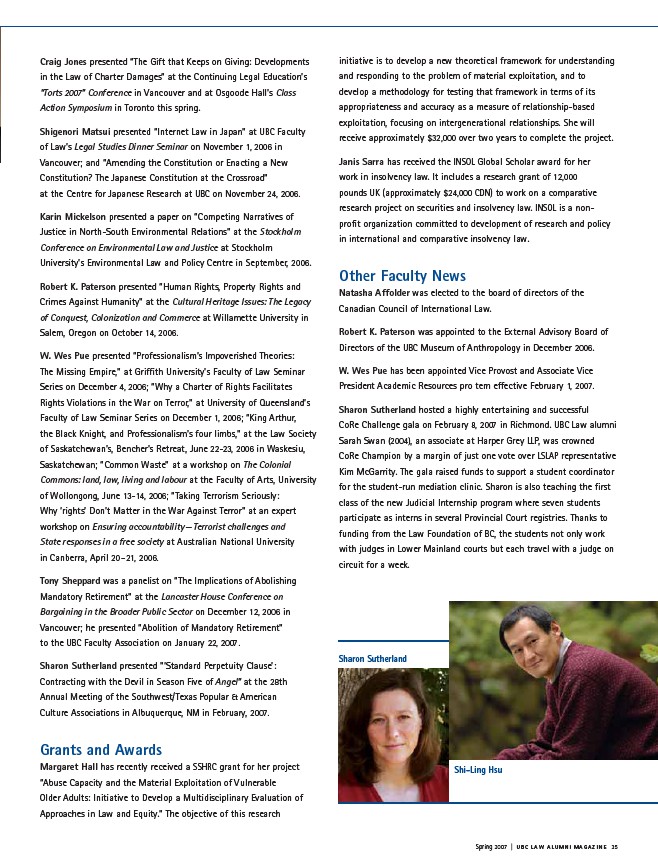 Craig Jones presented "The Gift that Keeps on Giving: Developments
in the Law of Charter Damages" at the Continuing Legal Education's
"Torts 2007" Conference in Vancouver and at Osgoode Hall's Class
Action Symposium in Toronto this spring.
Shigenori Matsui presented "Internet Law in Japan" at UBC Faculty
of Law's Legal Studies Dinner Seminar on November 1, 2006 in
Vancouver; and "Amending the Constitution or Enacting a New
Constitution? The Japanese Constitution at the Crossroad"
at the Centre for Japanese Research at UBC on November 24, 2006.
Karin Mickelson presented a paper on "Competing Narratives of
Justice in North-South Environmental Relations" at the Stockholm
Conference on Environmental Law and Justice at Stockholm
University's Environmental Law and Policy Centre in September, 2006.
Robert K. Paterson presented "Human Rights, Property Rights and
Crimes Against Humanity" at the Cultural Heritage Issues: The Legacy
of Conquest, Colonization and Commerce at Willamette University in
Salem, Oregon on October 14, 2006.
W. Wes Pue presented "Professionalism's Impoverished Theories:
The Missing Empire," at Griffith University's Faculty of Law Seminar
Series on December 4, 2006; "Why a Charter of Rights Facilitates
Rights Violations in the War on Terror," at University of Queensland's
Faculty of Law Seminar Series on December 1, 2006; "King Arthur,
the Black Knight, and Professionalism's four limbs," at the Law Society
of Saskatchewan's, Bencher's Retreat, June 22-23, 2006 in Waskesiu,
Saskatchewan; "Common Waste" at a workshop on The Colonial
Commons: land, law, living and labour at the Faculty of Arts, University
of Wollongong, June 13-14, 2006; "Taking Terrorism Seriously:
Why 'rights' Don't Matter in the War Against Terror" at an expert
workshop on Ensuring accountability—Terrorist challenges and
State responses in a free society at Australian National University
in Canberra, April 20–21, 2006.
Tony Sheppard was a panelist on "The Implications of Abolishing
Mandatory Retirement" at the Lancaster House Conference on
Bargaining in the Broader Public Sector on December 12, 2006 in
Vancouver; he presented "Abolition of Mandatory Retirement"
to the UBC Faculty Association on January 22, 2007.
Sharon Sutherland presented "'Standard Perpetuity Clause':
Contracting with the Devil in Season Five of Angel" at the 28th
Annual Meeting of the Southwest/Texas Popular & American
Culture Associations in Albuquerque, NM in February, 2007.
Grants and Awards
Margaret Hall has recently received a SSHRC grant for her project
"Abuse Capacity and the Material Exploitation of Vulnerable
Older Adults: Initiative to Develop a Multidisciplinary Evaluation of
Approaches in Law and Equity." The objective of this research
initiative is to develop a new theoretical framework for understanding
and responding to the problem of material exploitation, and to
develop a methodology for testing that framework in terms of its
appropriateness and accuracy as a measure of relationship-based
exploitation, focusing on intergenerational relationships. She will
receive approximately $32,000 over two years to complete the project.
Janis Sarra has received the INSOL Global Scholar award for her
work in insolvency law. It includes a research grant of 12,000
pounds UK (approximately $24,000 CDN) to work on a comparative
research project on securities and insolvency law. INSOL is a non-
profit organization committed to development of research and policy
in international and comparative insolvency law.
Other Faculty News
Natasha Affolder was elected to the board of directors of the
Canadian Council of International Law.
Robert K. Paterson was appointed to the External Advisory Board of
Directors of the UBC Museum of Anthropology in December 2006.
W. Wes Pue has been appointed Vice Provost and Associate Vice
President Academic Resources pro tem effective February 1, 2007.
Sharon Sutherland hosted a highly entertaining and successful
CoRe Challenge gala on February 8, 2007 in Richmond. UBC Law alumni
Sarah Swan (2004), an associate at Harper Grey LLP, was crowned
CoRe Champion by a margin of just one vote over LSLAP representative
Kim McGarrity. The gala raised funds to support a student coordinator
for the student-run mediation clinic. Sharon is also teaching the first
class of the new Judicial Internship program where seven students
participate as interns in several Provincial Court registries. Thanks to
funding from the Law Foundation of BC, the students not only work
with judges in Lower Mainland courts but each travel with a judge on
circuit for a week.
Sharon Sutherland
Shi-Ling Hsu
Spring 2007 | UBC LAW ALUMNI MAGAZINE 25